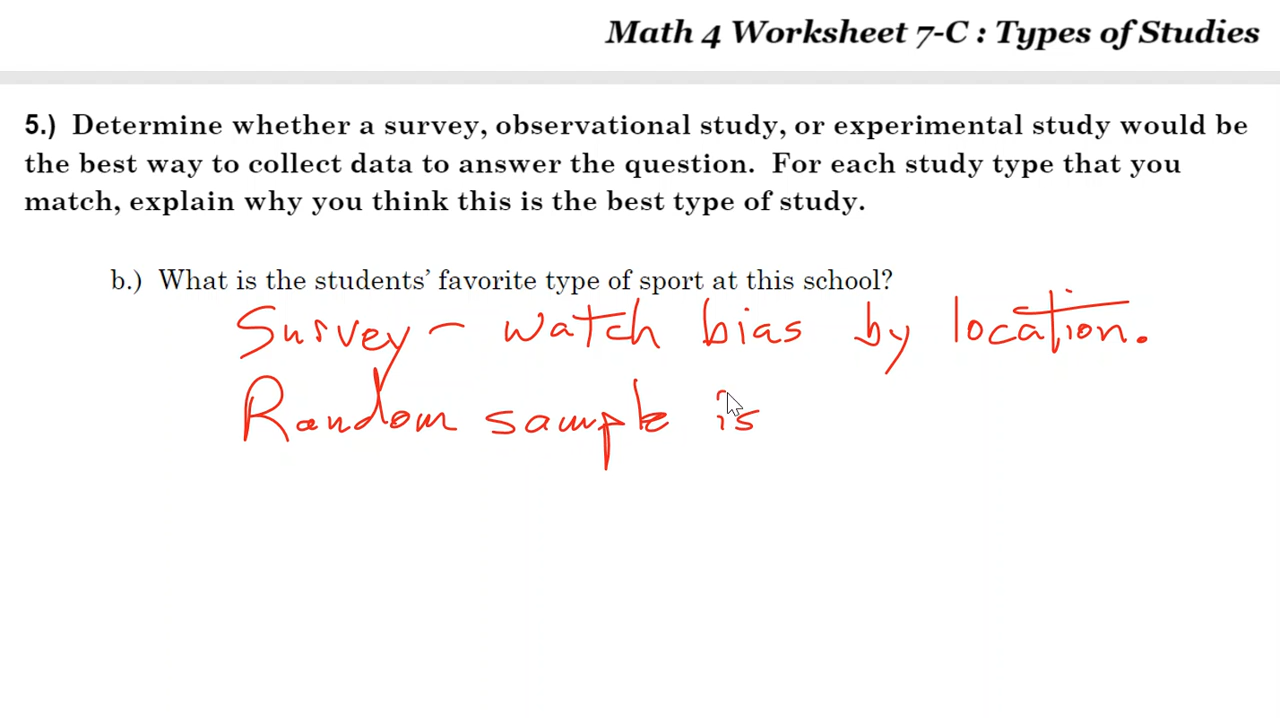 Math 4 Worksheet 7-C : Types of Studies
5.) Determine whether a survey, observational study, or experimental study would be
the best way to collect data to answer the question. For each study type that you
match, explain why you think this is the best type of study.
b.) What is the students’ favorite type of sport at this school?
Survey – watch bias by location.
Random sample is